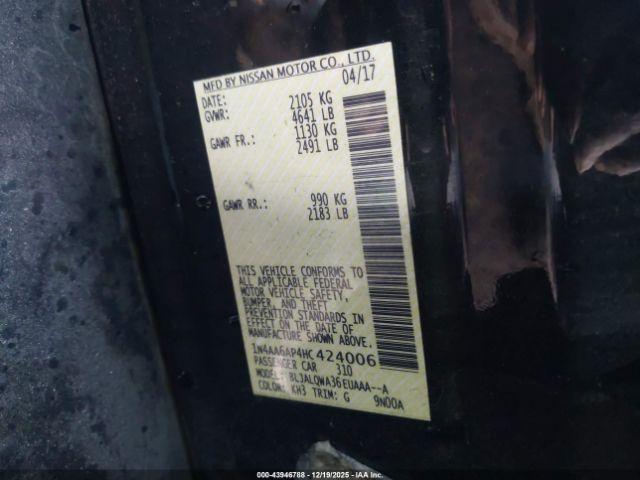 MFD BY NISSAN MOTOR CO., LTD.
DATE: 04/17
GVWR: 2105 KG
4641 LB
GAWR FR.: 1130 KG
2491 LB
GAWR RR.: 990 KG
2183 LB
THIS VEHICLE CONFORMS TO
ALL APPLICABLE FEDERAL
MOTOR VEHICLE SAFETY,
BUMPER, AND THEFT
PREVENTION STANDARDS IN
EFFECT ON THE DATE OF
MANUFACTURE SHOWN ABOVE.
1N4AA6AP4HC424006
PASSENGER CAR 310
MODEL: BLJALQWA36EUAAA--A
COLOR: KH3 TRIM: G 9N00A
000-43946788 - 12/19/2025 - IAAI.COM